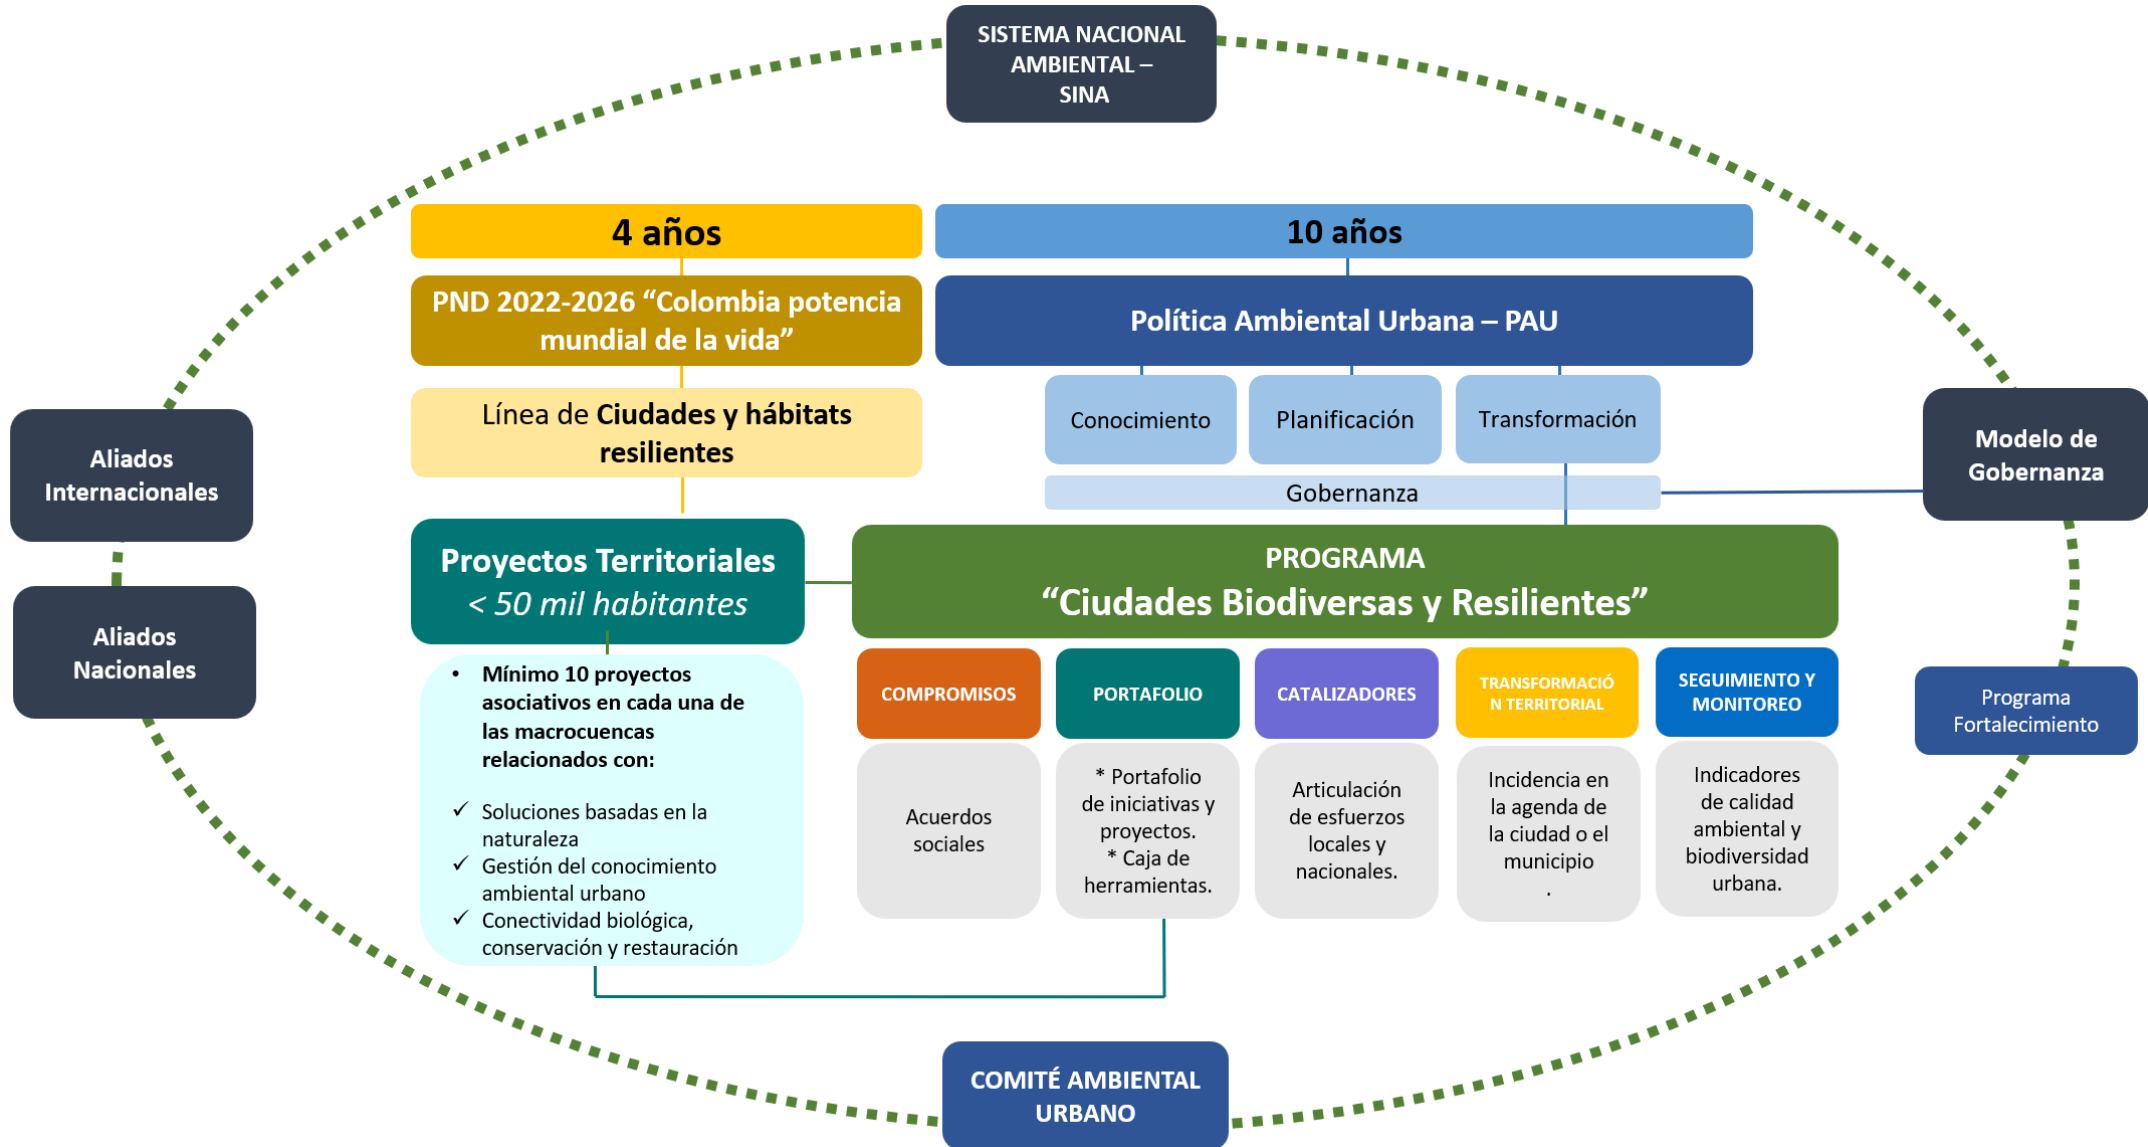 SISTEMA NACIONAL
AMBIENTAL –
SINA
4 años
10 años
PND 2022-2026 “Colombia potencia
mundial de la vida”
Política Ambiental Urbana – PAU
Línea de Ciudades y hábitats
resilientes
Conocimiento
Planificación
Transformación
Gobernanza
Aliados
Internacionales
Modelo de
Gobernanza
Aliados
Nacionales
Proyectos Territoriales
< 50 mil habitantes
PROGRAMA
“Ciudades Biodiversas y Resilientes”
• Mínimo 10 proyectos
asociativos en cada una de
las macrocuencas
relacionados con:
✓ Soluciones basadas en la
naturaleza
✓ Gestión del conocimiento
ambiental urbano
✓ Conectividad biológica,
conservación y restauración
COMPROMISOS
PORTAFOLIO
CATALIZADORES
TRANSFORMACIÓ
N TERRITORIAL
SEGUIMIENTO Y
MONITOREO
Acuerdos
sociales
* Portafolio
de iniciativas y
proyectos.
* Caja de
herramientas.
Articulación
de esfuerzos
locales y
nacionales.
Incidencia en
la agenda de
la ciudad o el
municipio
.
Indicadores
de calidad
ambiental y
biodiversidad
urbana.
Programa
Fortalecimiento
COMITÉ AMBIENTAL
URBANO